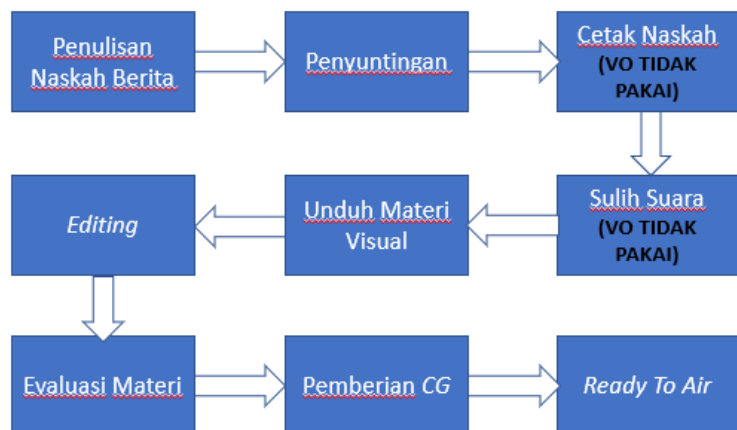 Penulisan
Naskah Berita
Penyuntingan
Cetak Naskah
(VO TIDAK
PAKAI)
Sulih Suara
(VO TIDAK
PAKAI)
Unduh Materi
Visual
Editing
Evaluasi Materi
Pemberian CG
Ready To Air